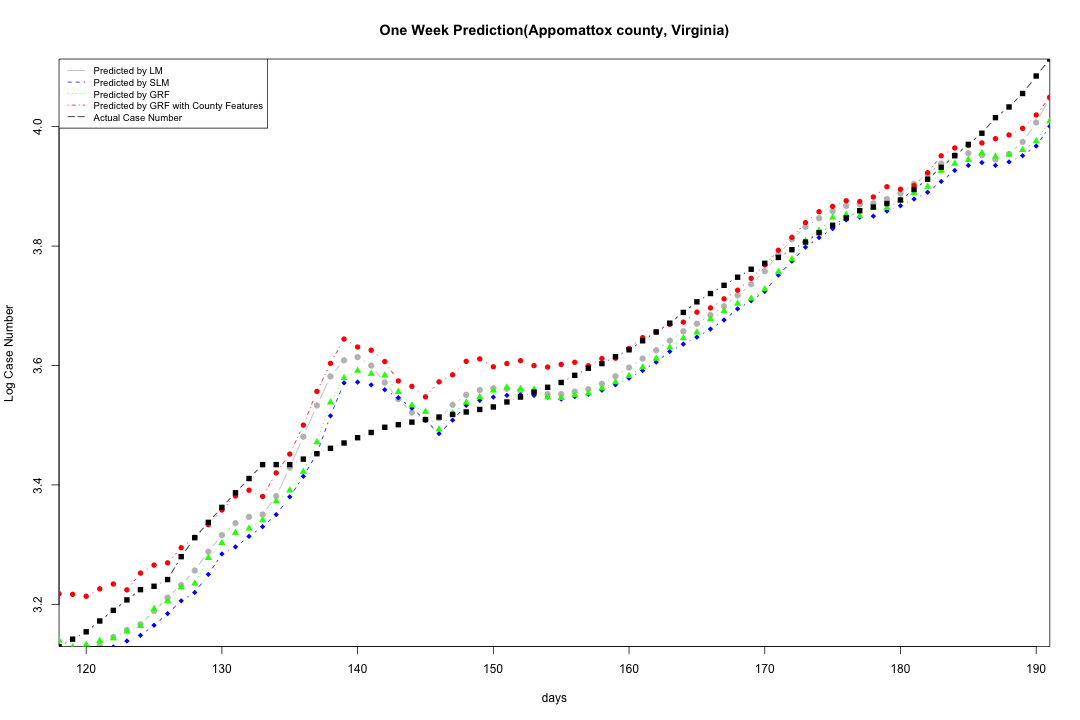 One Week Prediction(Appomattox county, Virginia)
Predicted by LM
Predicted by SLM
Predicted by GRF
Predicted by GRF with County Features
Actual Case Number
4.0
3.8
3.6
3.4
3.2
Log Case Number
120 130 140 150 160 170 180 190
days